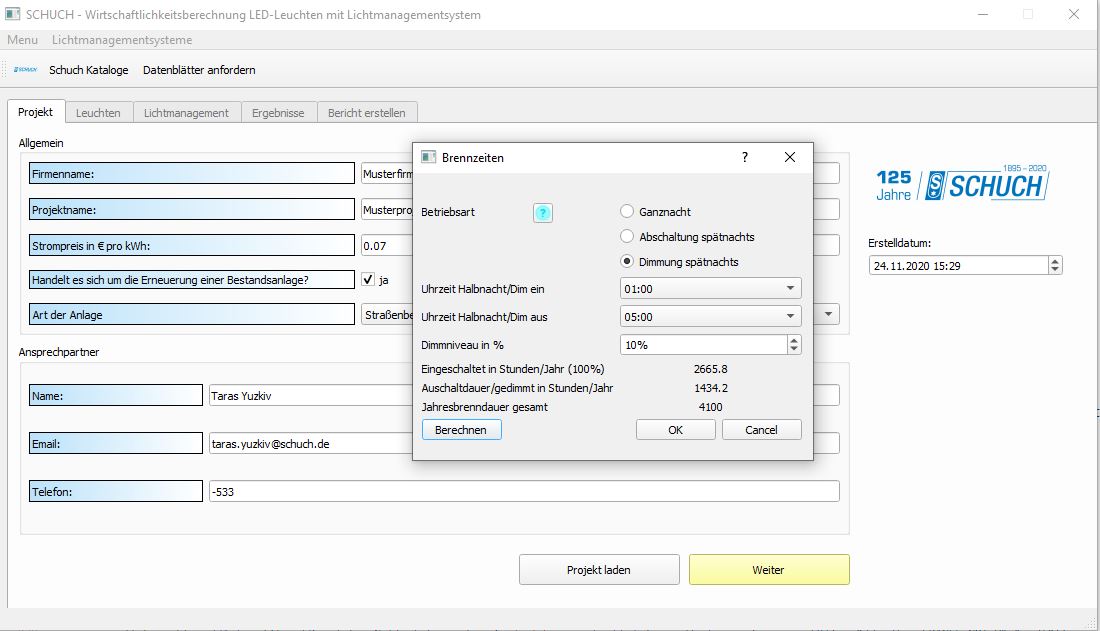 SCHUCH - Wirtschaftlichkeitsberechnung LED-Leuchten mit Lichtmanagementsystem
Menu Lichtmanagementsysteme
SCHUCH Schuch Kataloge Datenblätter anfordern
Projekt Leuchten Lichtmanagement Ergebnisse Bericht erstellen
Allgemein
Firmenname: Musterfirm
Projektname: Musterpro
Strompreis in € pro kWh: 0.07
Handelt es sich um die Erneuerung einer Bestandsanlage? ja
Art der Anlage Straßenbe
Ansprechpartner
Name: Taras Yuzkiv
Email: taras.yuzkiv@schuch.de
Telefon: -533
Brennzeiten ?
Betriebsart ? Ganznacht
Abschaltung spätnachts
Dimmung spätnachts
Uhrzeit Halbnacht/Dim ein 01:00
Uhrzeit Halbnacht/Dim aus 05:00
Dimmniveau in % 10%
Eingeschaltet in Stunden/Jahr (100%) 2665.8
Auschaltdauer/gedimmt in Stunden/Jahr 1434.2
Jahresbrenndauer gesamt 4100
Berechnen OK Cancel
1895 - 2020
125 Jahre SCHUCH
Erstelldatum:
24.11.2020 15:29
Projekt laden Weiter